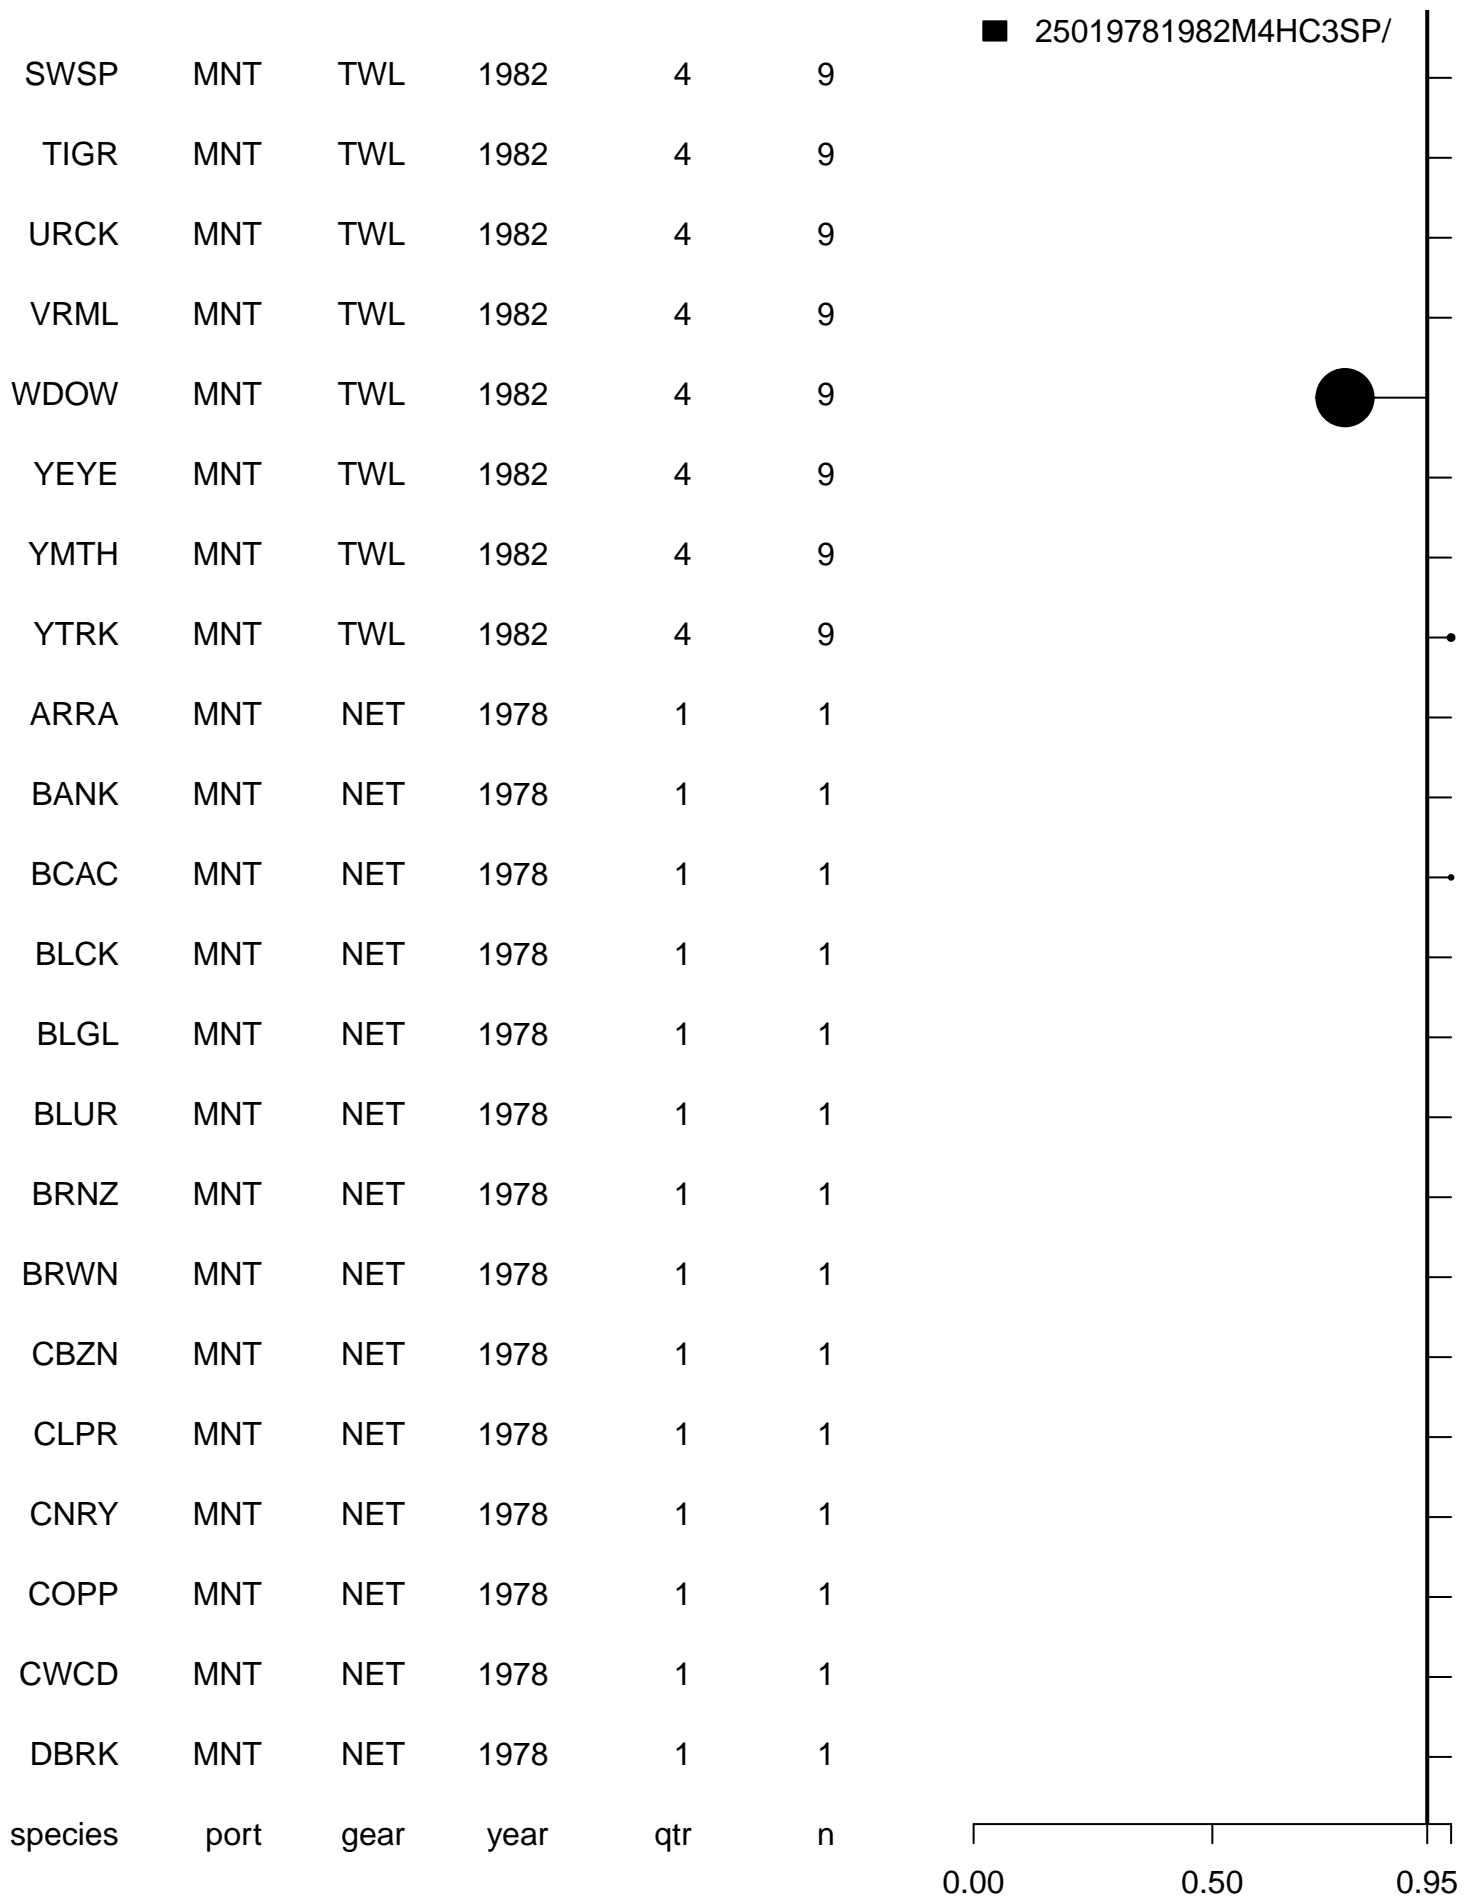 25019781982M4HC3SP/
SWSP MNT TWL 1982 4 9
TIGR MNT TWL 1982 4 9
URCK MNT TWL 1982 4 9
VRML MNT TWL 1982 4 9
WDOW MNT TWL 1982 4 9
YEYE MNT TWL 1982 4 9
YMTH MNT TWL 1982 4 9
YTRK MNT TWL 1982 4 9
ARRA MNT NET 1978 1 1
BANK MNT NET 1978 1 1
BCAC MNT NET 1978 1 1
BLCK MNT NET 1978 1 1
BLGL MNT NET 1978 1 1
BLUR MNT NET 1978 1 1
BRNZ MNT NET 1978 1 1
BRWN MNT NET 1978 1 1
CBZN MNT NET 1978 1 1
CLPR MNT NET 1978 1 1
CNRY MNT NET 1978 1 1
COPP MNT NET 1978 1 1
CWCD MNT NET 1978 1 1
DBRK MNT NET 1978 1 1
species port gear year qtr n
0.00 0.50 0.95